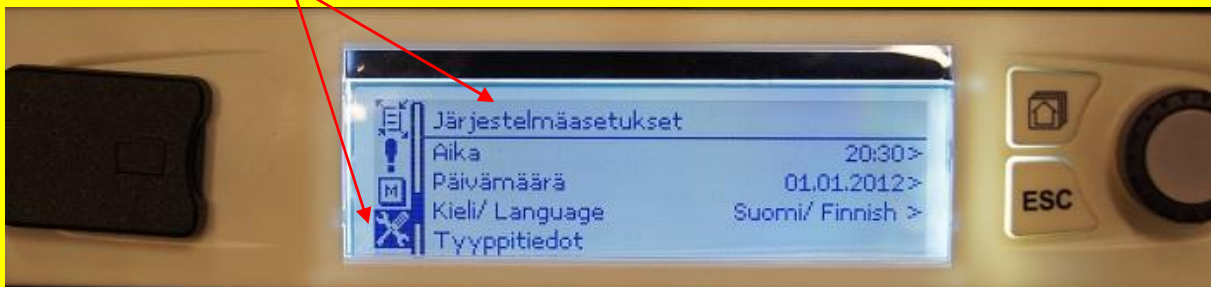 Järjestelmäasetukset
Aika 20:30>
M
Päivämäärä 01.01.2012>
Kieli/ Language Suomi/ Finnish >
Tyyppitiedot
ESC